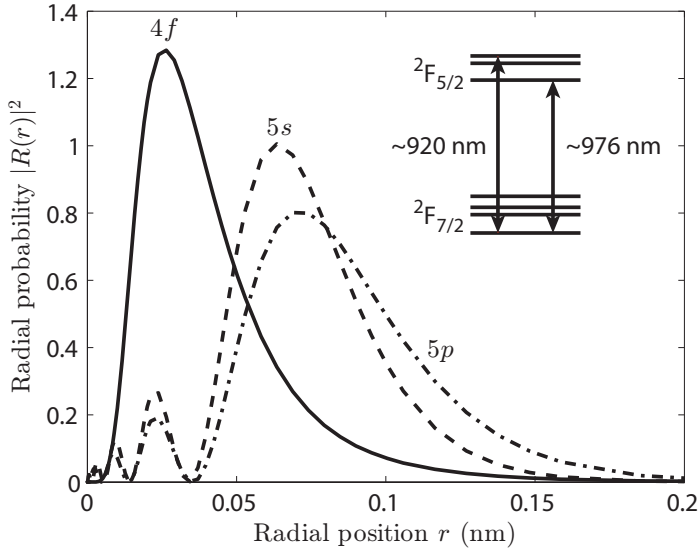 4f
5s
5p
²F₅/₂
~920 nm
~976 nm
²F₇/₂
Radial probability |R(r)|²
1.4
1.2
1
0.8
0.6
0.4
0.2
0
0 0.05 0.1 0.15 0.2
Radial position r (nm)